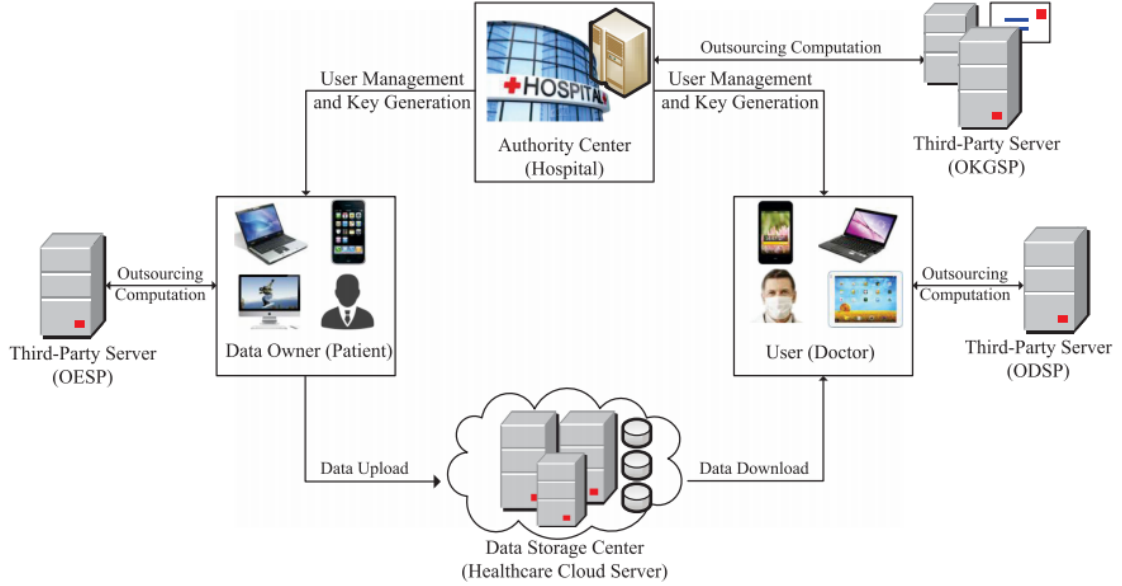 Outsourcing Computation
User Management
and Key Generation
HOSPITAL
User Management
and Key Generation
Authority Center
(Hospital)
Third-Party Server
(OKGSP)
Outsourcing
Computation
Third-Party Server
(OESP)
Data Owner (Patient)
User (Doctor)
Outsourcing
Computation
Third-Party Server
(ODSP)
Data Upload
Data Download
Data Storage Center
(Healthcare Cloud Server)